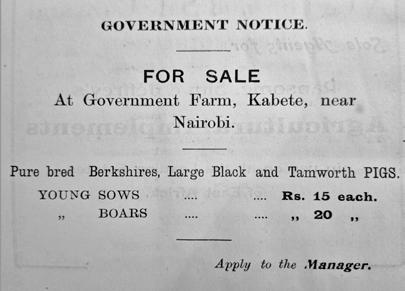 GOVERNMENT NOTICE.
FOR SALE
At Government Farm, Kabete, near
Nairobi.
Pure bred Berkshires, Large Black and Tamworth PIGS.
YOUNG SOWS .... .... Rs. 15 each.
„ BOARS .... .... „ 20 „
Apply to the Manager.